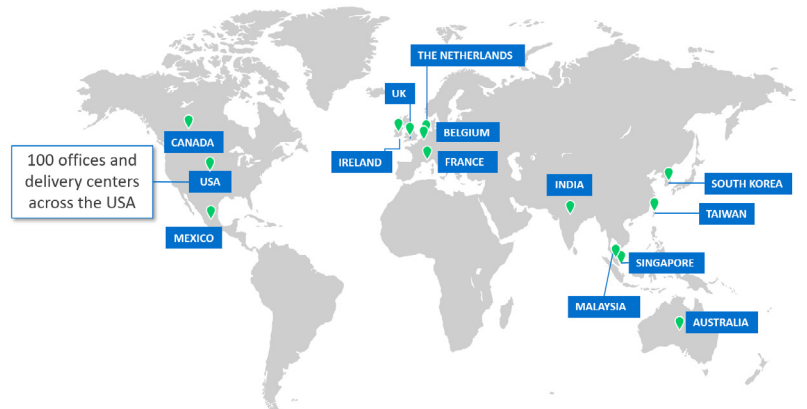 THE NETHERLANDS
UK
BELGIUM
CANADA
IRELAND
FRANCE
100 offices and
delivery centers
across the USA
USA
INDIA
SOUTH KOREA
MEXICO
TAIWAN
SINGAPORE
MALAYSIA
AUSTRALIA